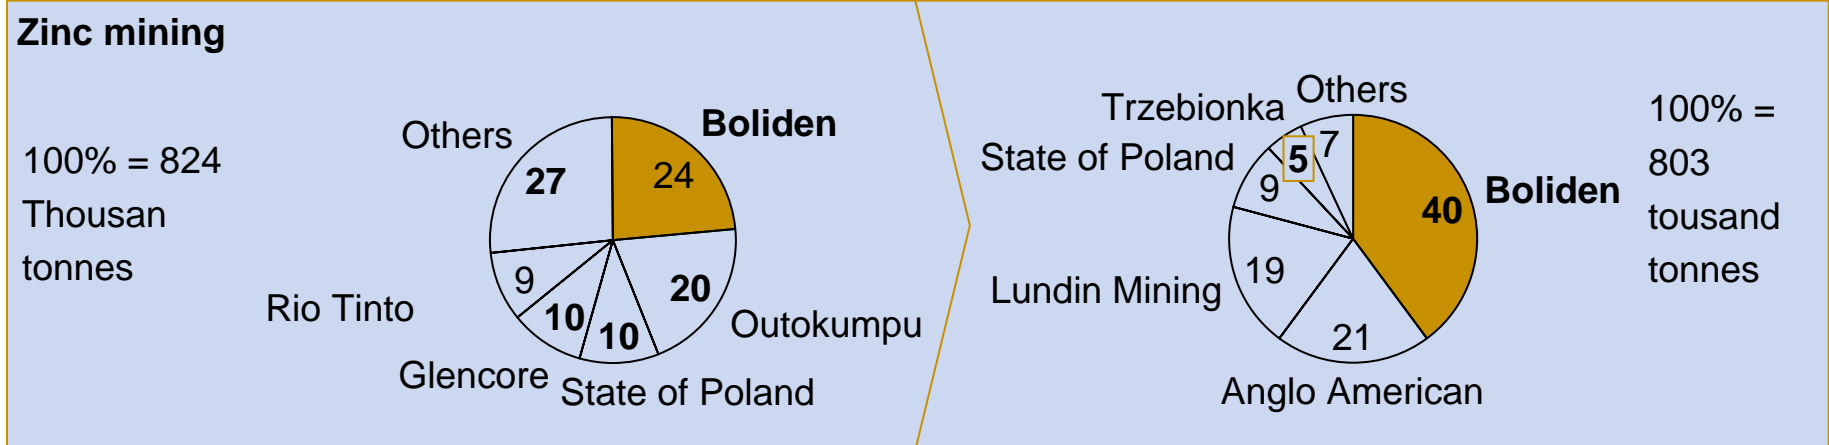 Zinc mining
100% = 824
Thousan
tonnes
Others
Boliden
27
24
9
20
Rio Tinto
10
10
Outokumpu
Glencore
State of Poland
Others
Trzebionka
7
State of Poland
5
9
Boliden
40
Lundin Mining
19
21
Anglo American
100% =
803
tousand
tonnes